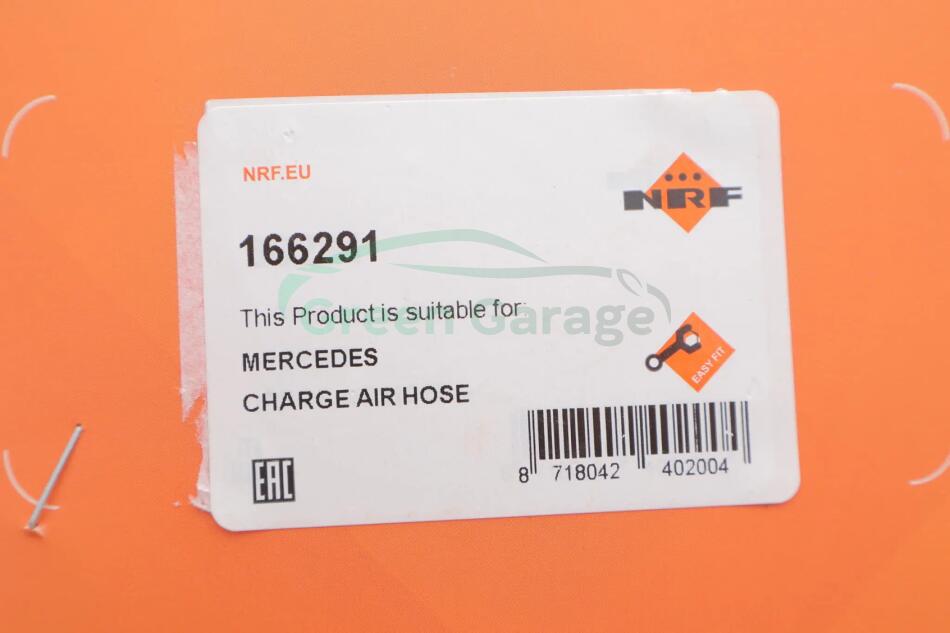 NRF.EU
NRF
166291
This Product is suitable for:
Green Garage
MERCEDES
EASY FIT
CHARGE AIR HOSE
8 718042 402004
EAC